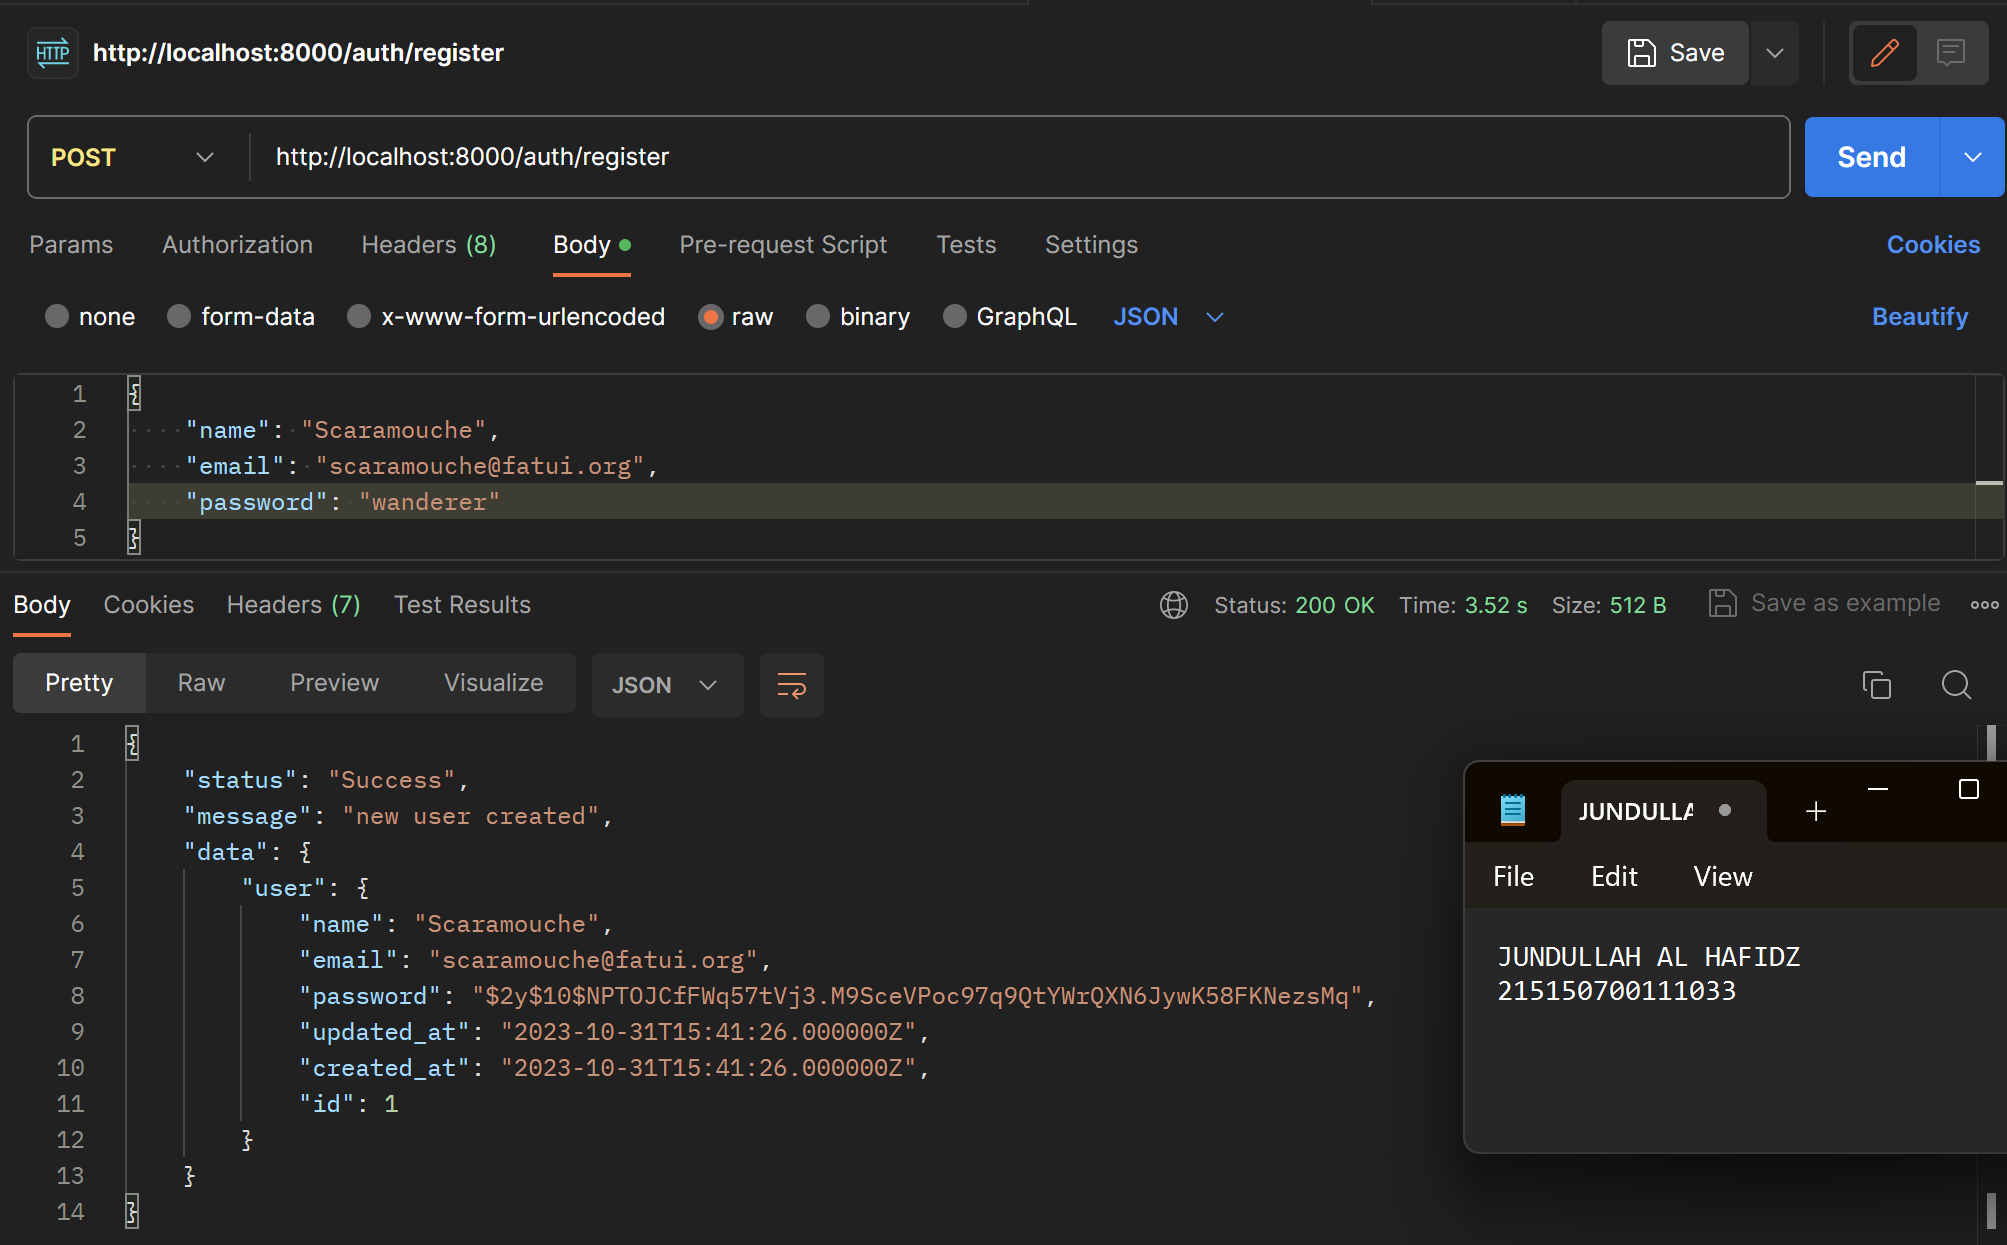 HTTP http://localhost:8000/auth/register Save
POST http://localhost:8000/auth/register Send
Params Authorization Headers (8) Body Pre-request Script Tests Settings Cookies
none form-data x-www-form-urlencoded raw binary GraphQL JSON Beautify
1 {
2 "name": "Scaramouche",
3 "email": "scaramouche@fatui.org",
4 "password": "wanderer"
5 }
Body Cookies Headers (7) Test Results Status: 200 OK Time: 3.52 s Size: 512 B Save as example
Pretty Raw Preview Visualize JSON
1 {
2 "status": "Success",
3 "message": "new user created",
4 "data": {
5 "user": {
6 "name": "Scaramouche",
7 "email": "scaramouche@fatui.org",
8 "password": "$2y$10$NPTOJCfFWq57tVj3.M9SceVPoc97q9QtYWrQXN6JywK58FKNezsMq",
9 "updated_at": "2023-10-31T15:41:26.000000Z",
10 "created_at": "2023-10-31T15:41:26.000000Z",
11 "id": 1
12 }
13 }
14 }
JUNDULLA
File Edit View
JUNDULLAH AL HAFIDZ
215150700111033